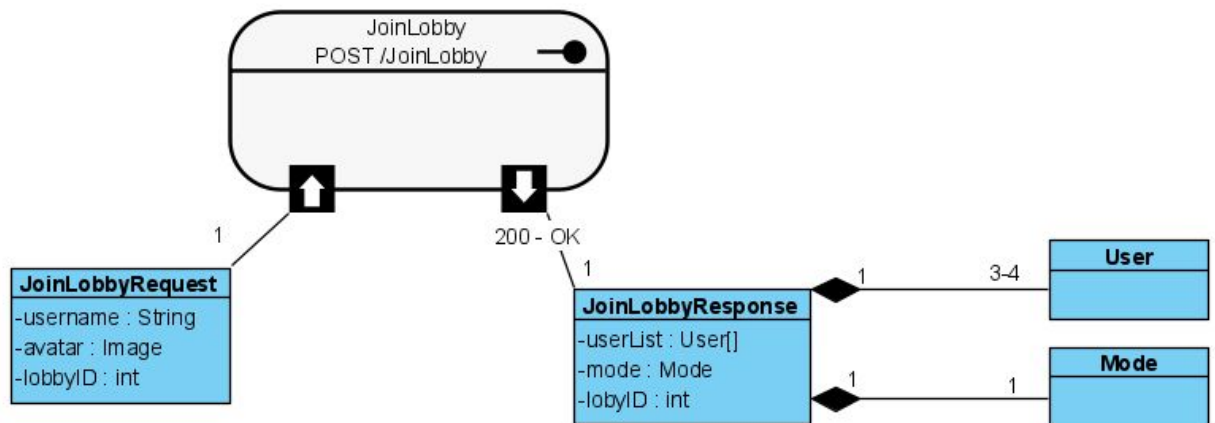 JoinLobby
POST /JoinLobby
1
200 - OK
1
JoinLobbyRequest
-username : String
-avatar : Image
-lobbyID : int
JoinLobbyResponse
-userList : User[]
-mode : Mode
-lobyID : int
1
3-4
User
1
1
Mode